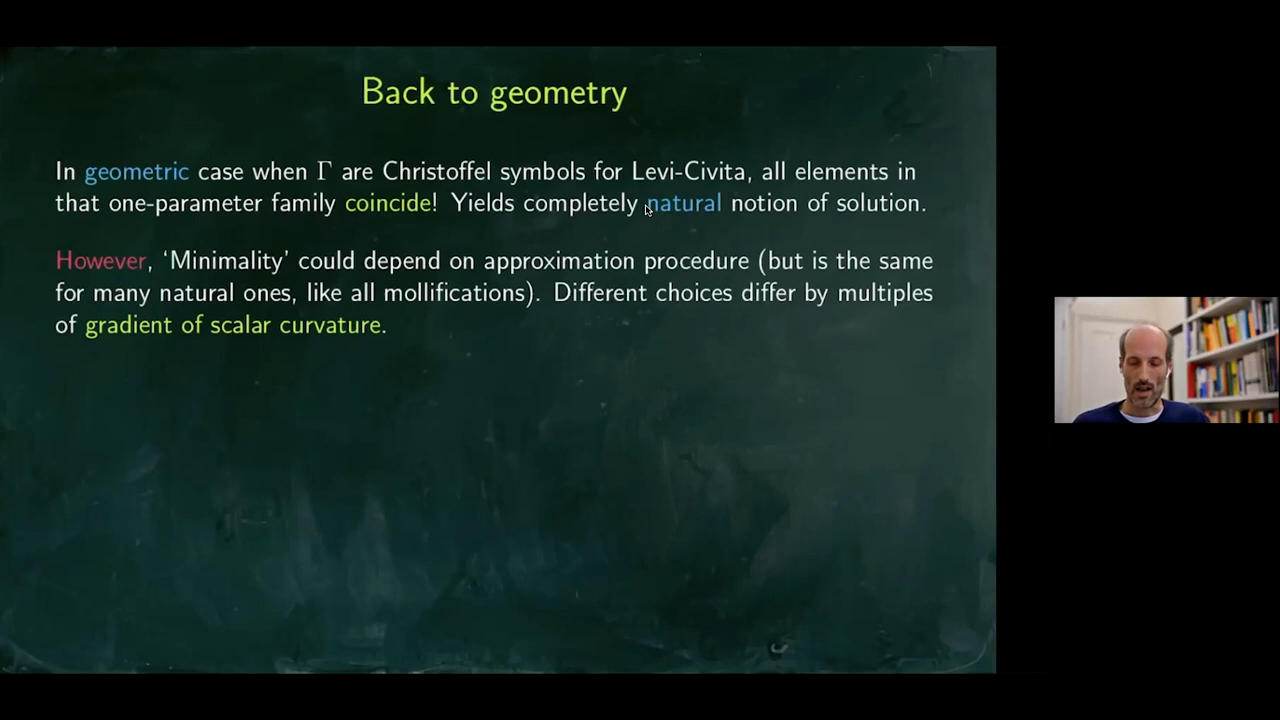 Back to geometry
In geometric case when Γ are Christoffel symbols for Levi-Civita, all elements in
that one-parameter family coincide! Yields completely natural notion of solution.
However, ‘Minimality’ could depend on approximation procedure (but is the same
for many natural ones, like all mollifications). Different choices differ by multiples
of gradient of scalar curvature.